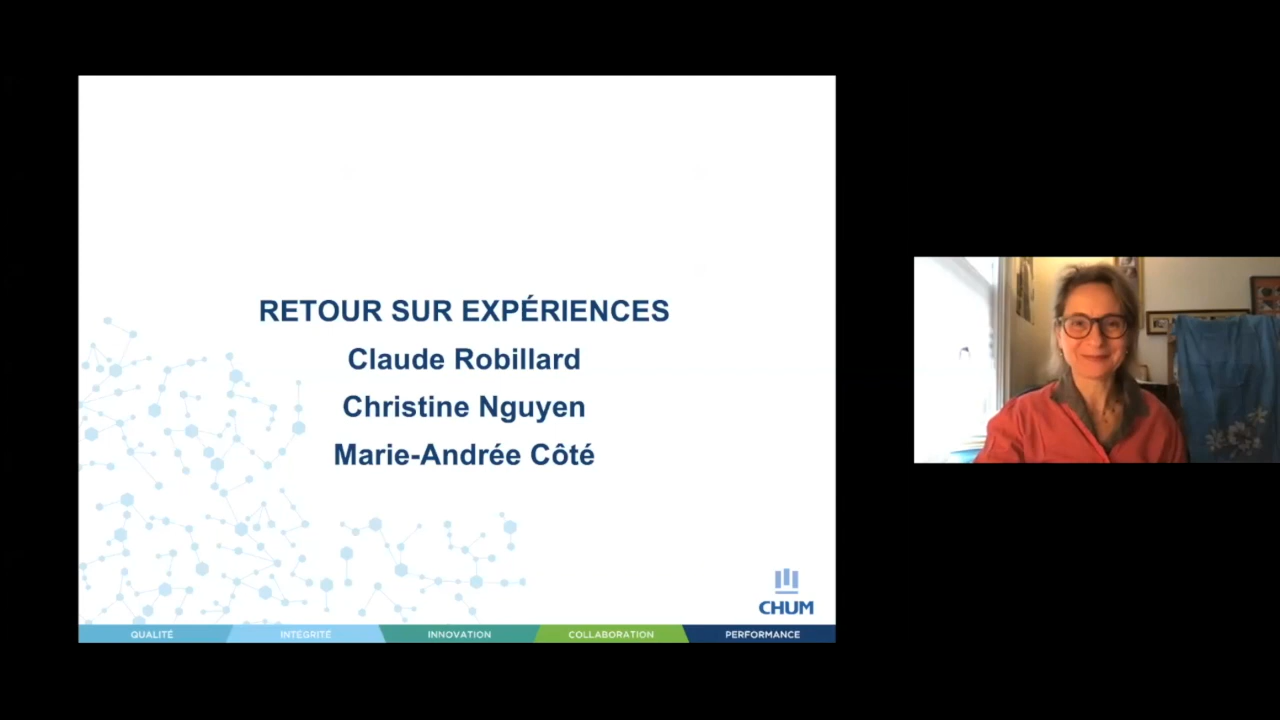 RETOUR SUR EXPÉRIENCES
Claude Robillard
Christine Nguyen
Marie-Andrée Côté
CHUM
QUALITÉ INTÉGRITÉ INNOVATION COLLABORATION PERFORMANCE